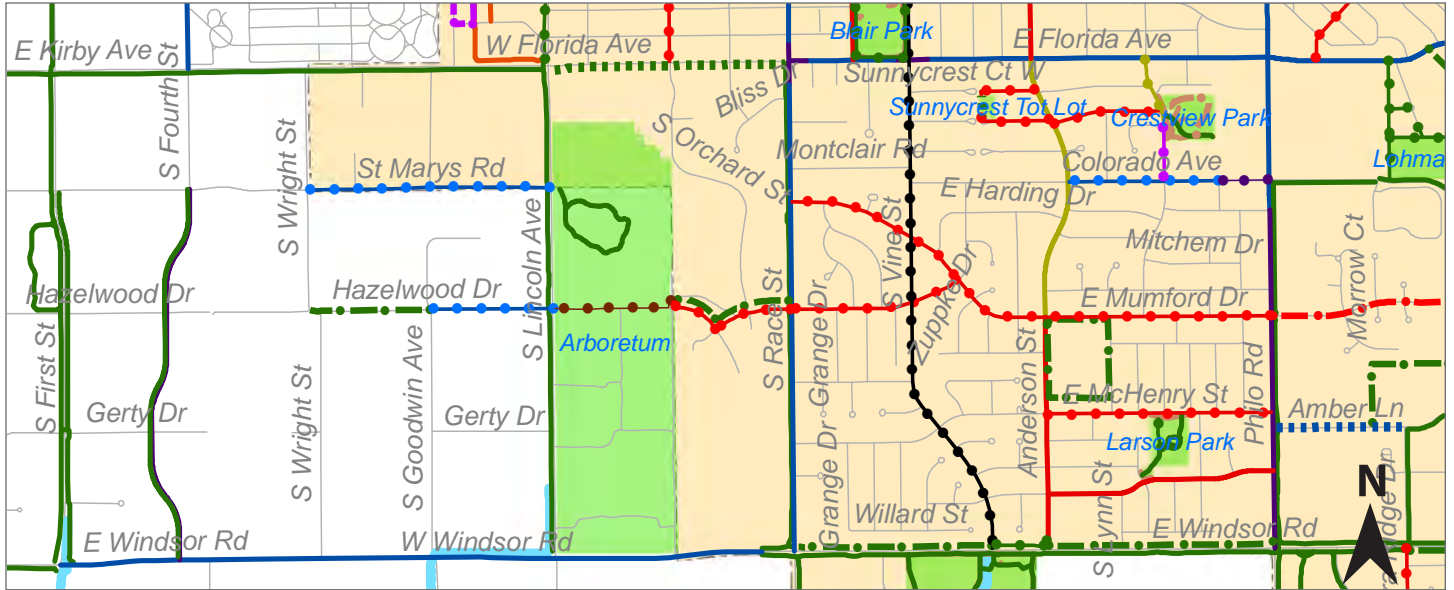 E Kirby Ave
S Fourth St
W Florida Ave
Blair Park
E Florida Ave
Bliss Dr
Sunnycrest Ct W
Sunnycrest Tot Lot
Crestview Park
S Wright St
S Orchard St
Montclair Rd
Colorado Ave
Lohma
St Marys Rd
E Harding Dr
S Lincoln Ave
S Vine St
Mitchem Dr
Morrow Ct
Hazelwood Dr
Hazelwood Dr
S Race St
Grange Dr
Zuppke Dr
E Mumford Dr
S First St
Arboretum
S Goodwin Ave
S Wright St
Anderson St
Philo Rd
E McHenry St
Amber Ln
Gerty Dr
Gerty Dr
Grange Dr
Larson Park
S Lynn St
N
Willard St
E Windsor Rd
W Windsor Rd
E Windsor Rd